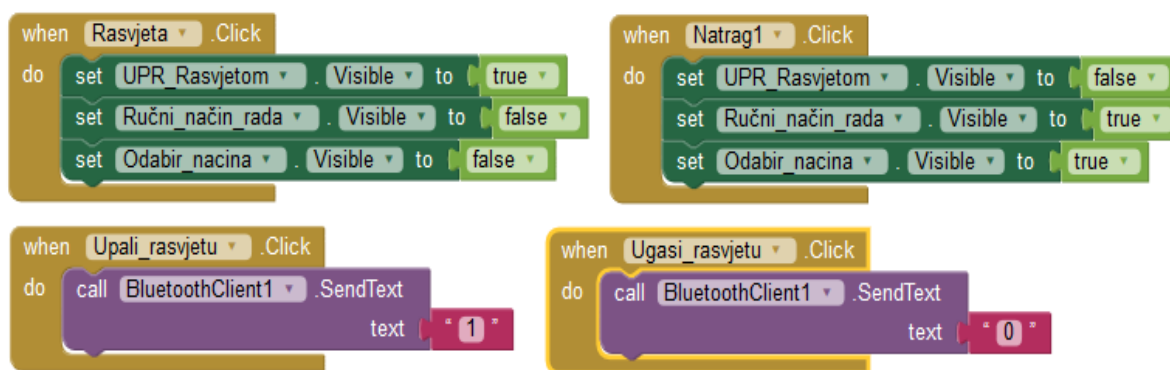 when Rasvjeta .Click
do set UPR_Rasvjetom . Visible to true
set Ručni_način_rada . Visible to false
set Odabir_nacina . Visible to false
when Natrag1 .Click
do set UPR_Rasvjetom . Visible to false
set Ručni_način_rada . Visible to true
set Odabir_nacina . Visible to true
when Upali_rasvjetu .Click
do call BluetoothClient1 .SendText
text “ 1 ”
when Ugasi_rasvjetu .Click
do call BluetoothClient1 .SendText
text “ 0 ”